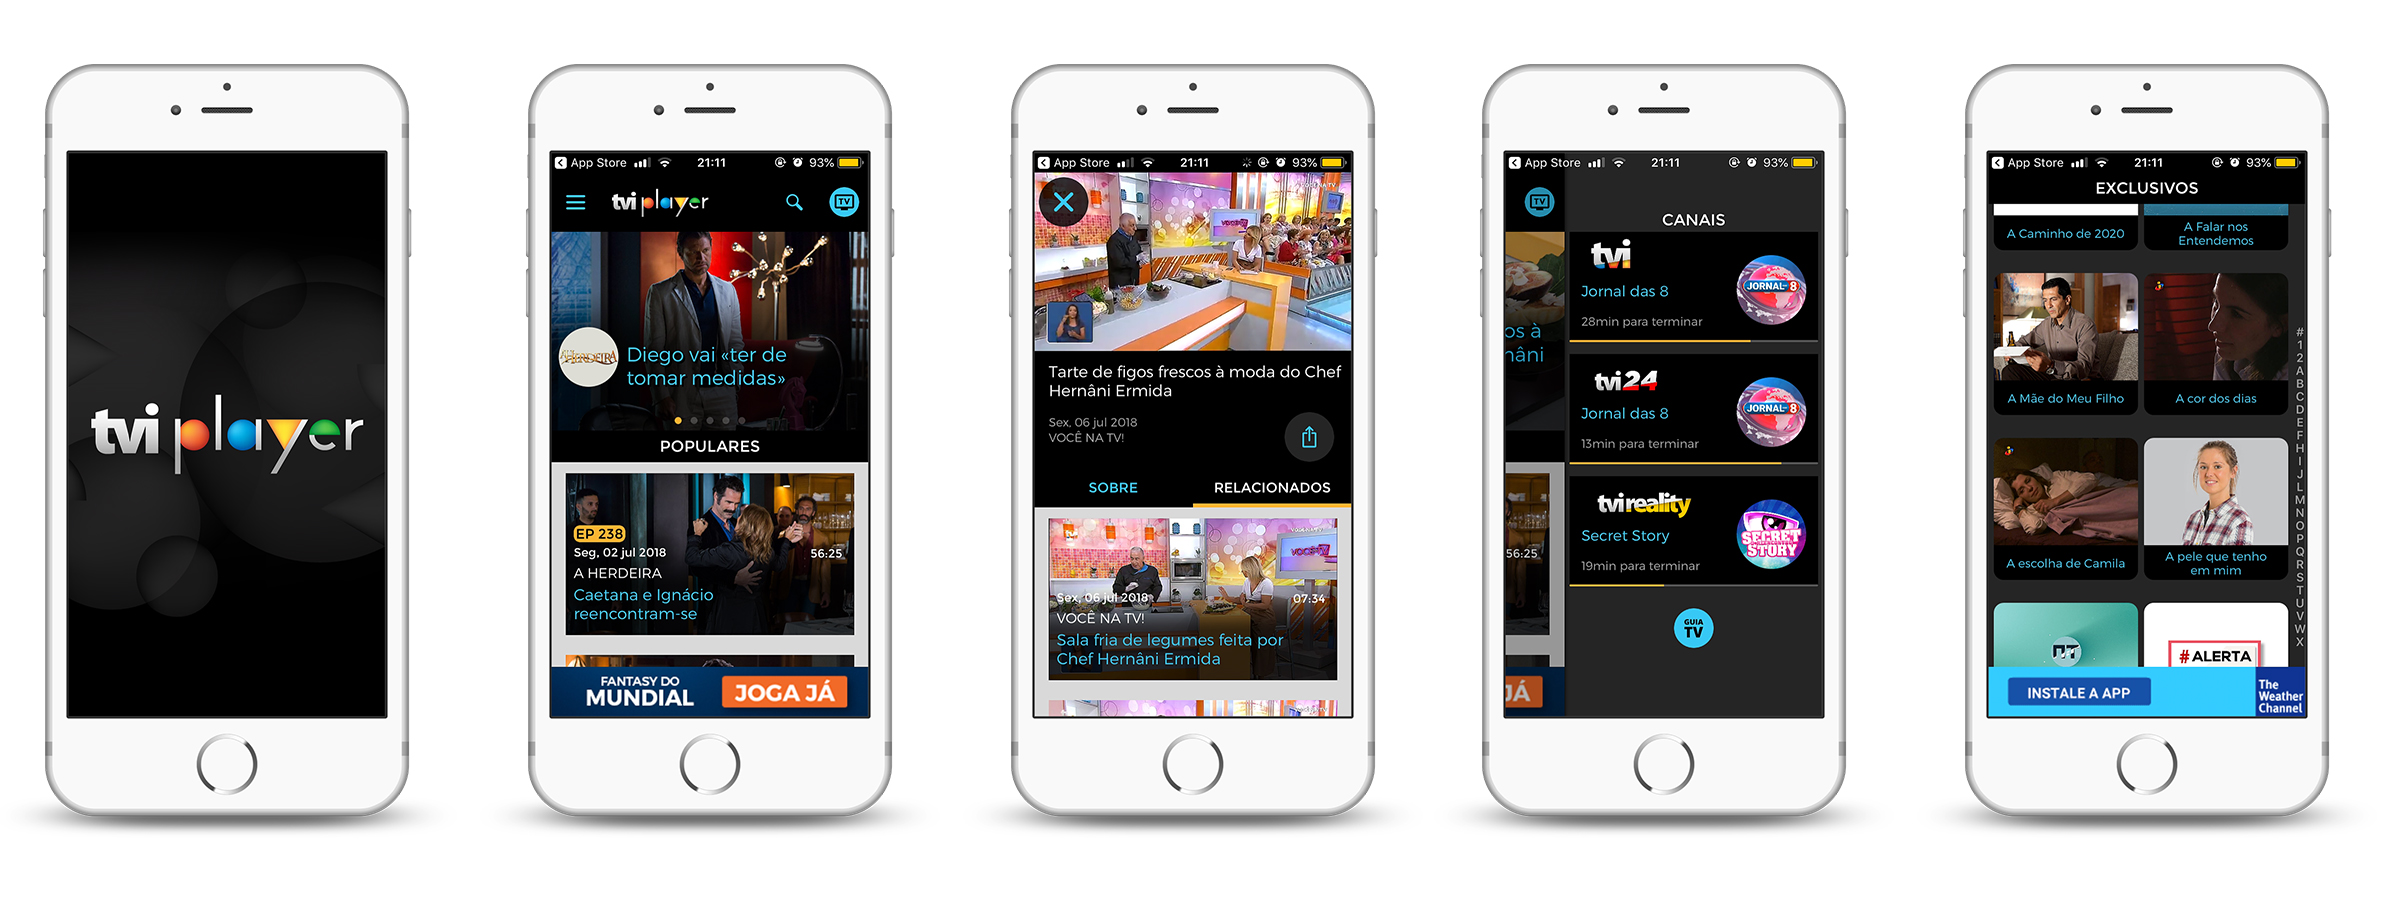 tvi player
App Store 21:11 93%
tvi player
TV
A HERDEIRA
Diego vai «ter de
tomar medidas»
POPULARES
EP 238
Seg, 02 jul 2018
56:25
A HERDEIRA
Caetana e Ignácio
reencontram-se
FANTASY DO
MUNDIAL
JOGA JÁ
App Store 21:11 93%
Tarte de figos frescos à moda do Chef
Hernâni Ermida
Sex, 06 jul 2018
VOCÊ NA TV!
SOBRE
RELACIONADOS
Sex, 06 jul 2018
07:34
VOCÊ NA TV!
Sala fria de legumes feita por
Chef Hernâni Ermida
App Store 21:11 93%
TV
os à
nâni
56:25
JÁ
CANAIS
tvi
Jornal das 8
28min para terminar
JORNAL 8
tvi24
Jornal das 8
13min para terminar
JORNAL 8
tvireality
Secret Story
19min para terminar
SECRET
STORY
GUIA
TV
App Store 21:11 93%
EXCLUSIVOS
A Caminho de 2020
A Falar nos
Entendemos
A Mãe do Meu Filho
A cor dos dias
A escolha de Camila
A pele que tenho
em mim
#ALERTA
#
1
2
A
B
C
D
E
F
H
I
J
L
M
N
O
P
Q
R
S
T
U
V
W
X
INSTALE A APP
The
Weather
Channel